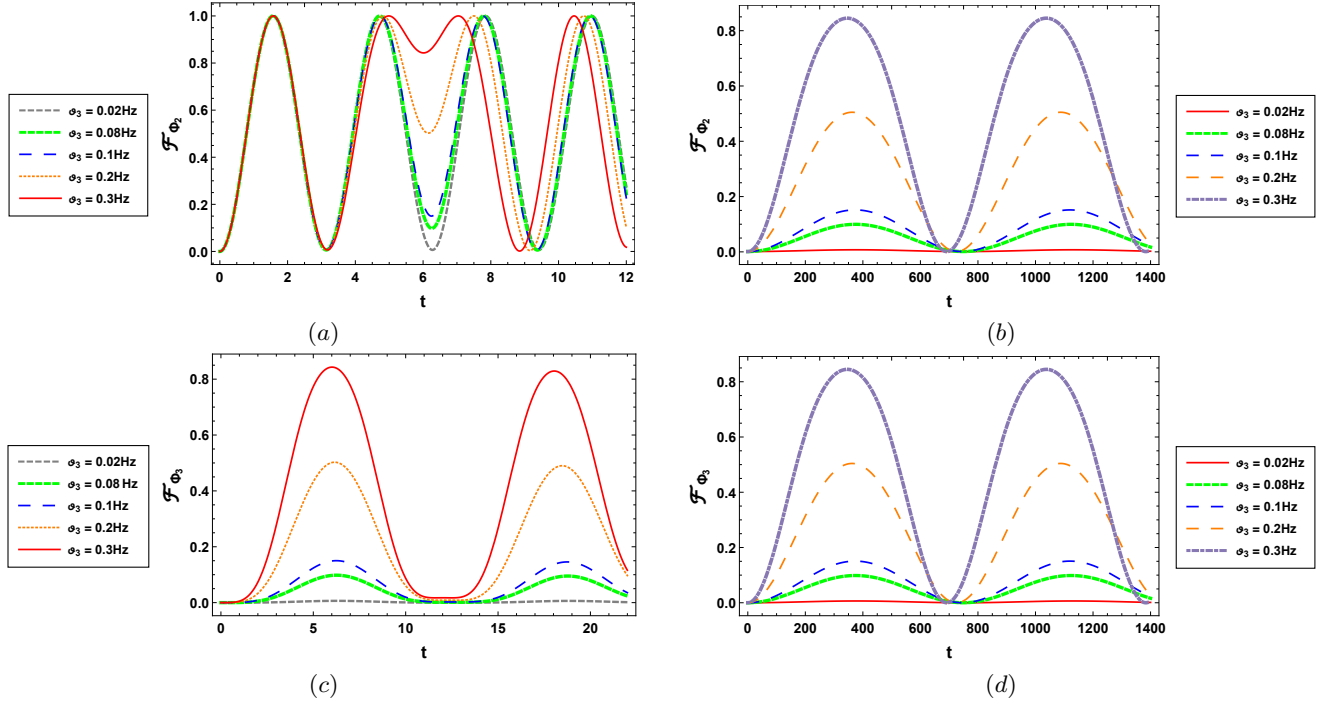 ϑ₃ = 0.02Hz
ϑ₃ = 0.08Hz
ϑ₃ = 0.1Hz
ϑ₃ = 0.2Hz
ϑ₃ = 0.3Hz
ℱΦ₂
1.0
0.8
0.6
0.4
0.2
0.0
0 2 4 6 8 10 12
t
(a)
ℱΦ₂
0.8
0.6
0.4
0.2
0.0
0 200 400 600 800 1000 1200 1400
t
(b)
ϑ₃ = 0.02Hz
ϑ₃ = 0.08Hz
ϑ₃ = 0.1Hz
ϑ₃ = 0.2Hz
ϑ₃ = 0.3Hz
ϑ₃ = 0.02Hz
ϑ₃ = 0.08 Hz
ϑ₃ = 0.1Hz
ϑ₃ = 0.2Hz
ϑ₃ = 0.3Hz
ℱΦ₃
0.8
0.6
0.4
0.2
0.0
0 5 10 15 20
t
(c)
ℱΦ₃
0.8
0.6
0.4
0.2
0.0
0 200 400 600 800 1000 1200 1400
t
(d)
ϑ₃ = 0.02Hz
ϑ₃ = 0.08Hz
ϑ₃ = 0.1Hz
ϑ₃ = 0.2Hz
ϑ₃ = 0.3Hz